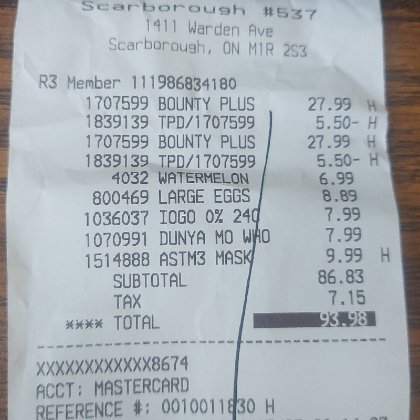 Scarborough #537
1411 Warden Ave
Scarborough, ON M1R 2S3
R3 Member 111986834180
1707599 BOUNTY PLUS 27.99 H
1839139 TPD/1707599 5.50- H
1707599 BOUNTY PLUS 27.99 H
1839139 TPD/1707599 5.50- H
4032 WATERMELON 6.99
800469 LARGE EGGS 8.89
1036037 IOGO 0% 24C 7.99
1070991 DUNYA MO WHO 7.99
1514888 ASTM3 MASK 9.99 H
SUBTOTAL 86.83
TAX 7.15
**** TOTAL 93.98
XXXXXXXXXXXX8674
ACCT: MASTERCARD
REFERENCE #: 0010011830 H